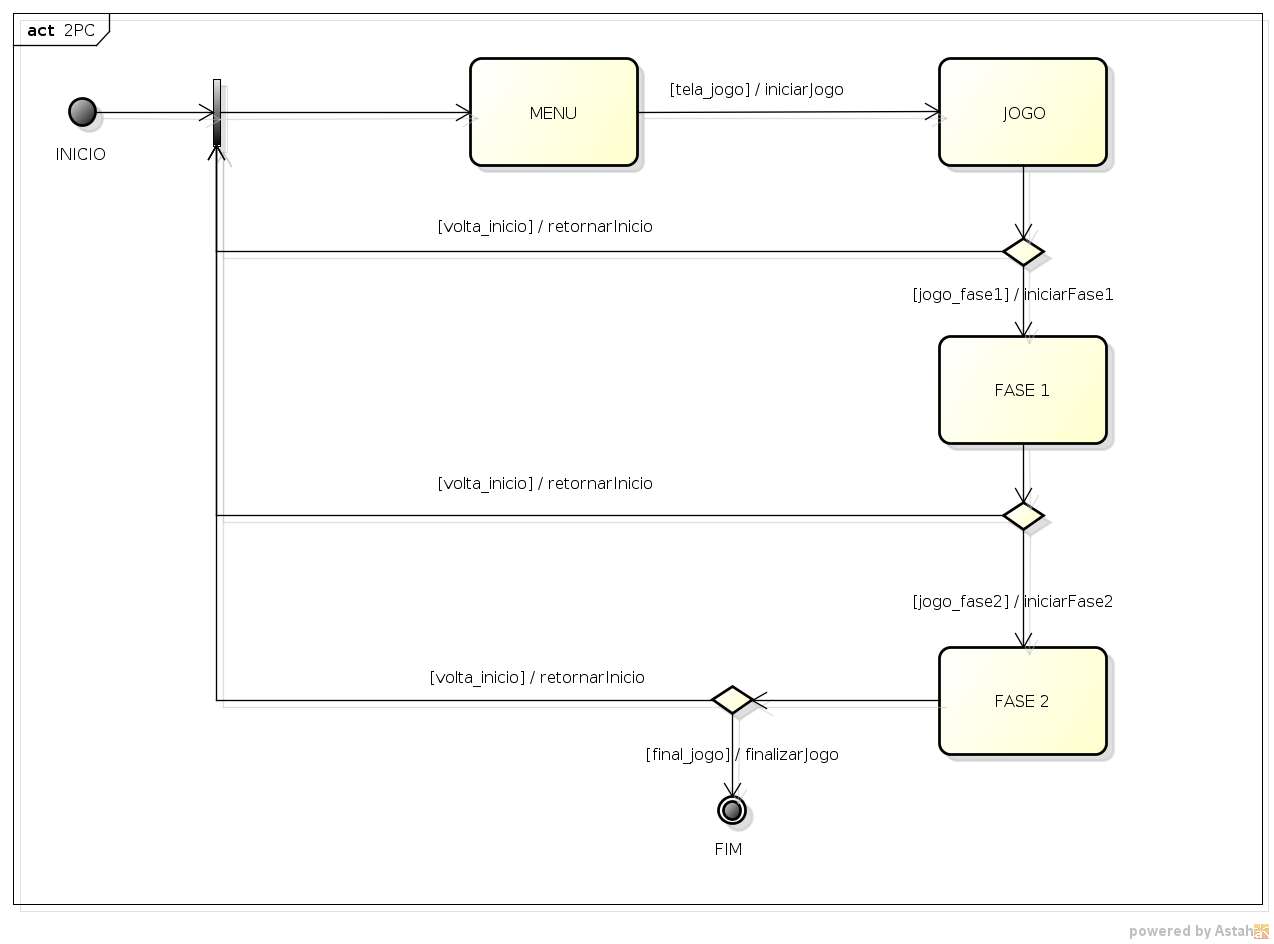 act 2PC
INICIO
MENU
[tela_jogo] / iniciarJogo
JOGO
[volta_inicio] / retornarInicio
[jogo_fase1] / iniciarFase1
FASE 1
[volta_inicio] / retornarInicio
[jogo_fase2] / iniciarFase2
FASE 2
[volta_inicio] / retornarInicio
[final_jogo] / finalizarJogo
FIM
powered by Astah